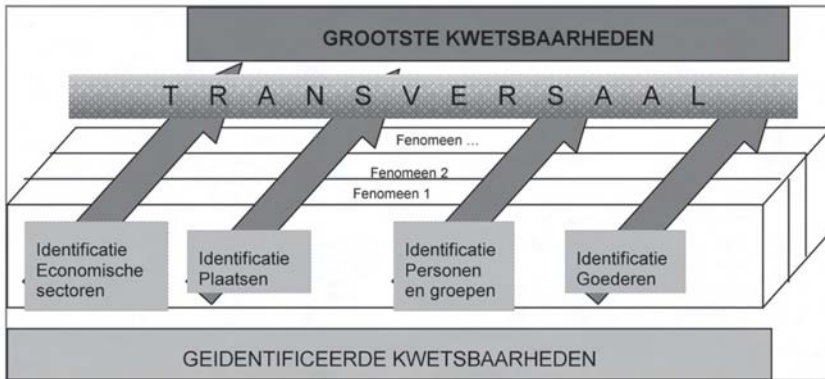 GROOTSTE KWETSBAARHEDEN
T R A N S V E R S A A L
Fenomeen ...
Fenomeen 2
Fenomeen 1
Identificatie
Economische
sectoren
Identificatie
Plaatsen
Identificatie
Personen
en groepen
Identificatie
Goederen
GEIDENTIFICEERDE KWETSBAARHEDEN